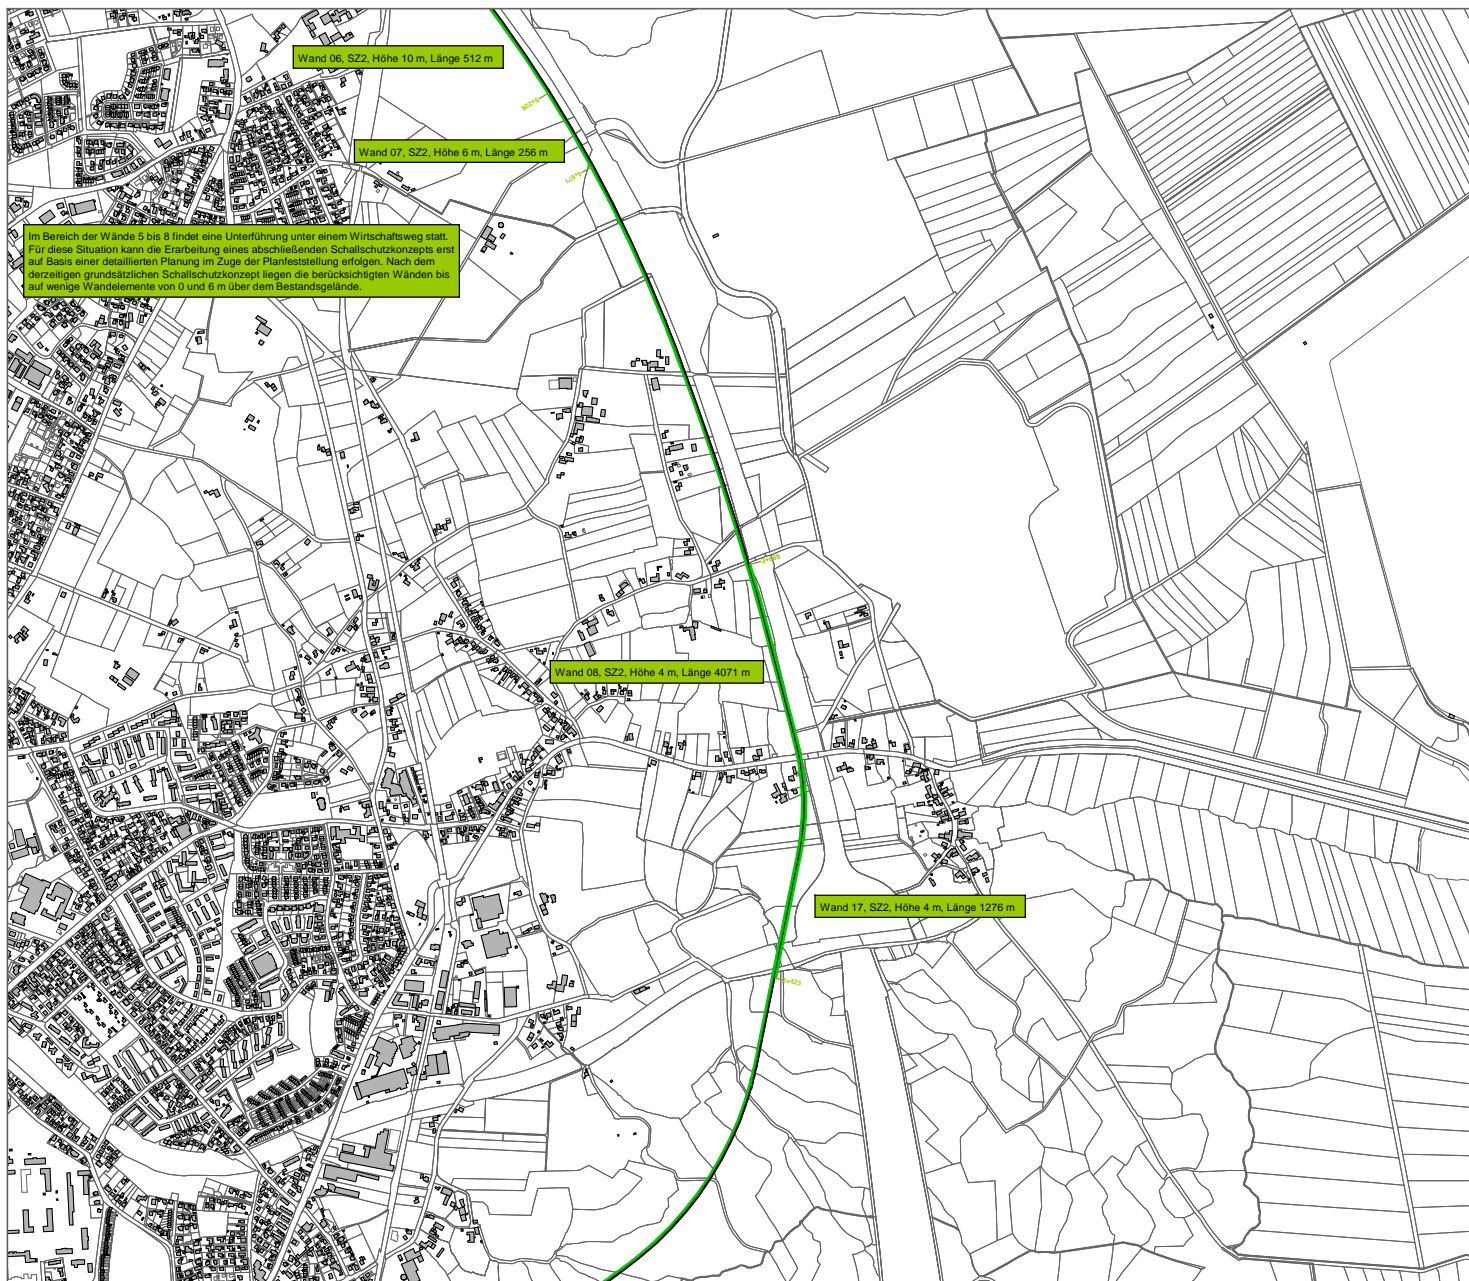 Wand 06, SZ2, Höhe 10 m, Länge 512 m
5+228
Wand 07, SZ2, Höhe 6 m, Länge 256 m
4+971
Im Bereich der Wände 5 bis 8 findet eine Unterführung unter einem Wirtschaftsweg statt.
Für diese Situation kann die Erarbeitung eines abschließenden Schallschutzkonzepts erst
auf Basis einer detaillierten Planung im Zuge der Planfeststellung erfolgen. Nach dem
derzeitigen grundsätzlichen Schallschutzkonzept liegen die berücksichtigten Wänden bis
auf wenige Wandelemente von 0 und 6 m über dem Bestandsgelände.
Wand 08, SZ2, Höhe 4 m, Länge 4071 m
Wand 17, SZ2, Höhe 4 m, Länge 1276 m